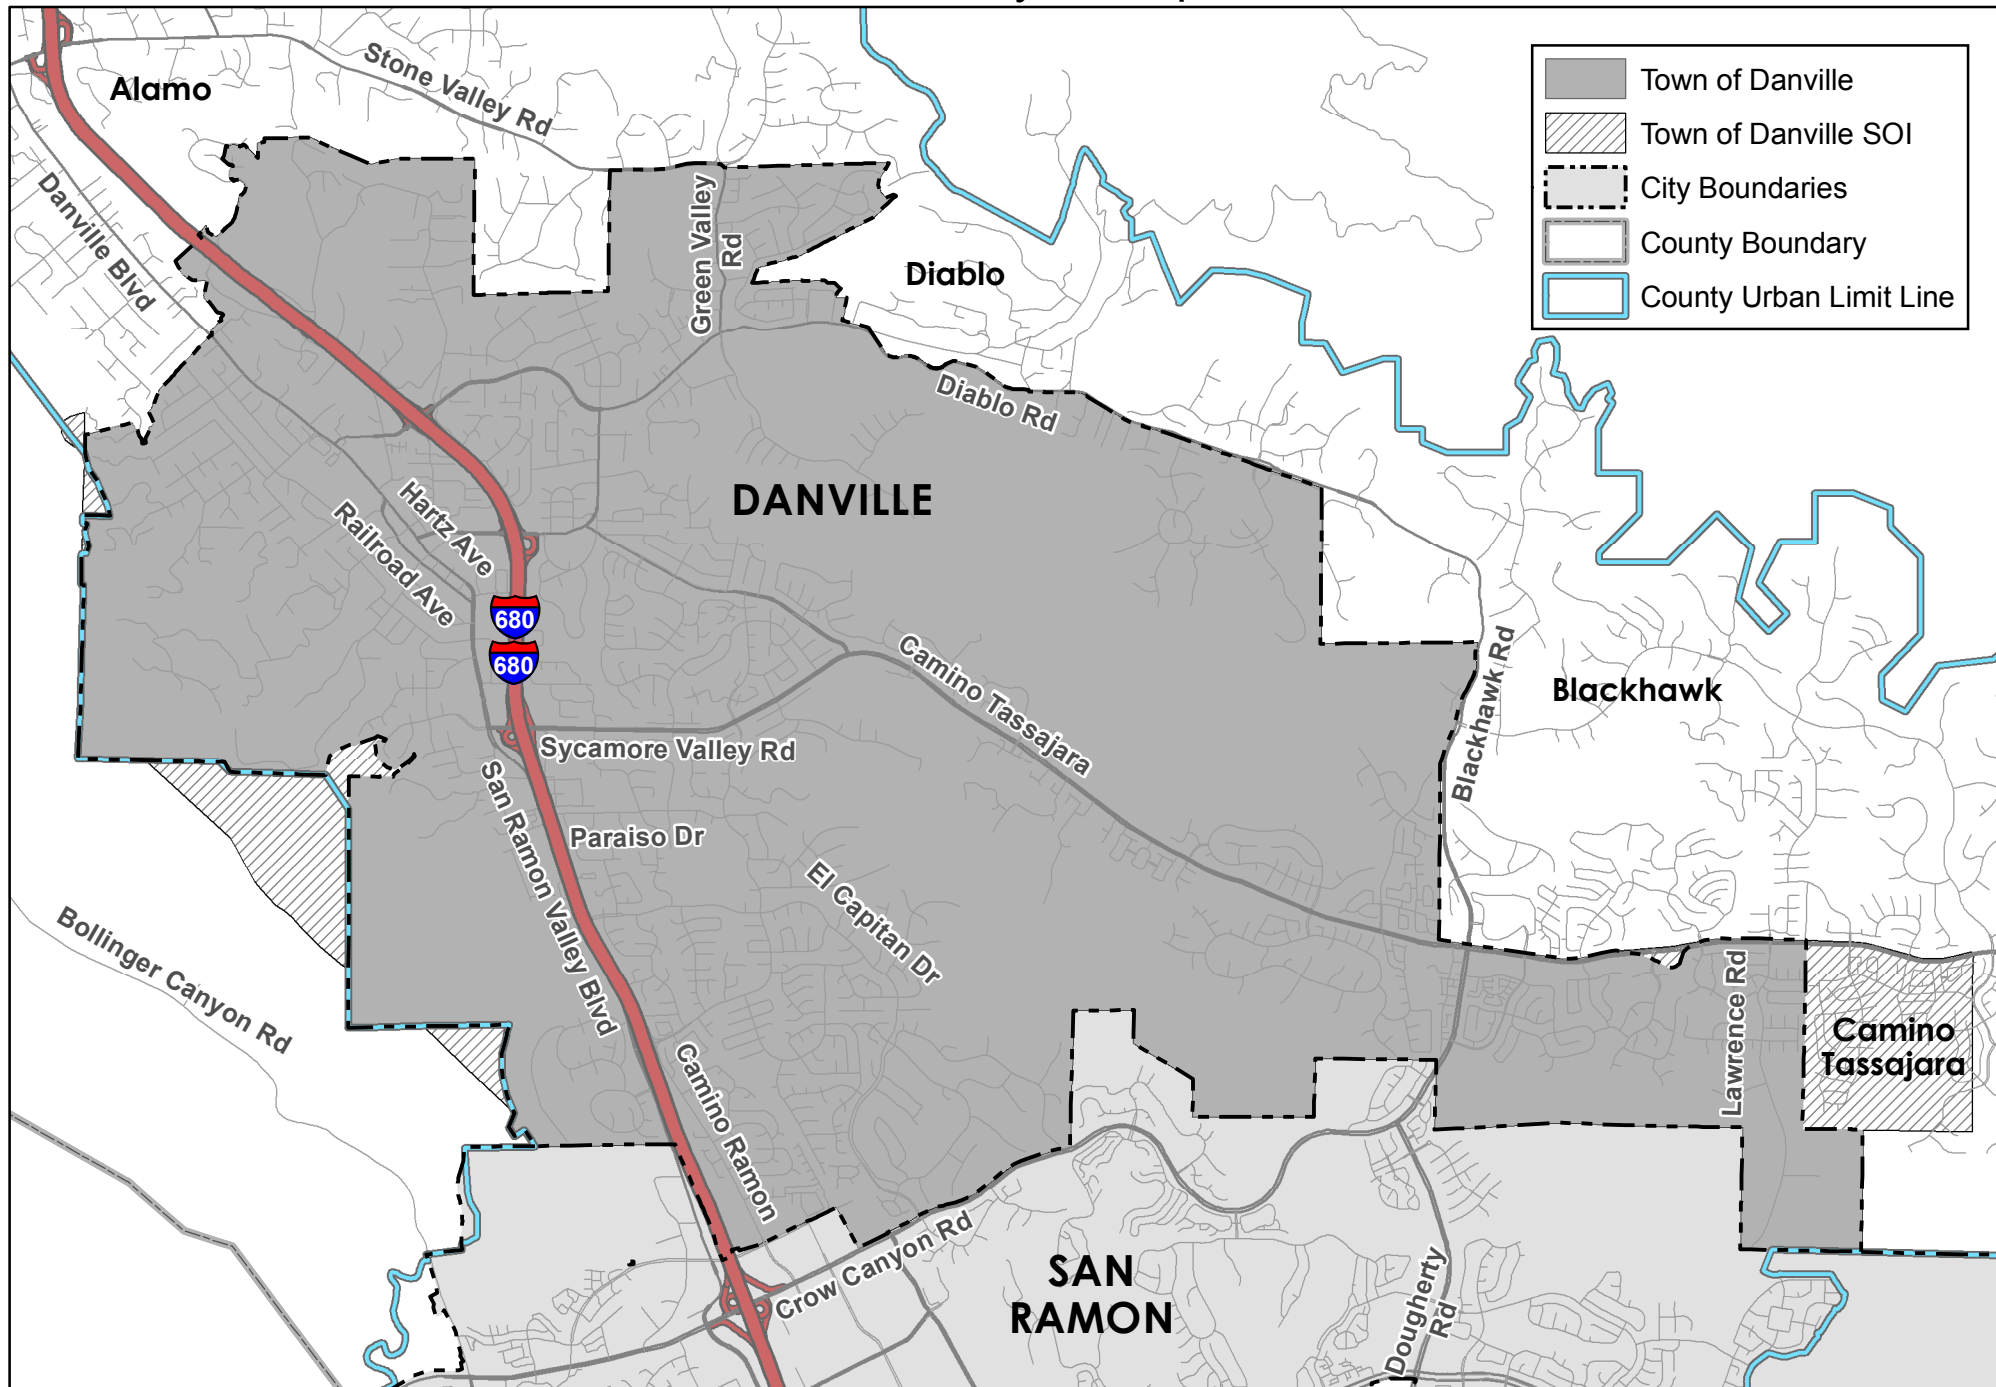 Alamo
Stone Valley Rd
Danville Blvd
Green Valley
Rd
Diablo
Diablo Rd
Town of Danville
Town of Danville SOI
City Boundaries
County Boundary
County Urban Limit Line
DANVILLE
Hartz Ave
Railroad Ave
680
680
Camino Tassajara
Blackhawk Rd
Blackhawk
Sycamore Valley Rd
San Ramon Valley Blvd
Paraiso Dr
El Capitan Dr
Bollinger Canyon Rd
Lawrence Rd
Camino
Tassajara
Camino Ramon
Crow Canyon Rd
SAN
RAMON
Dougherty
Rd